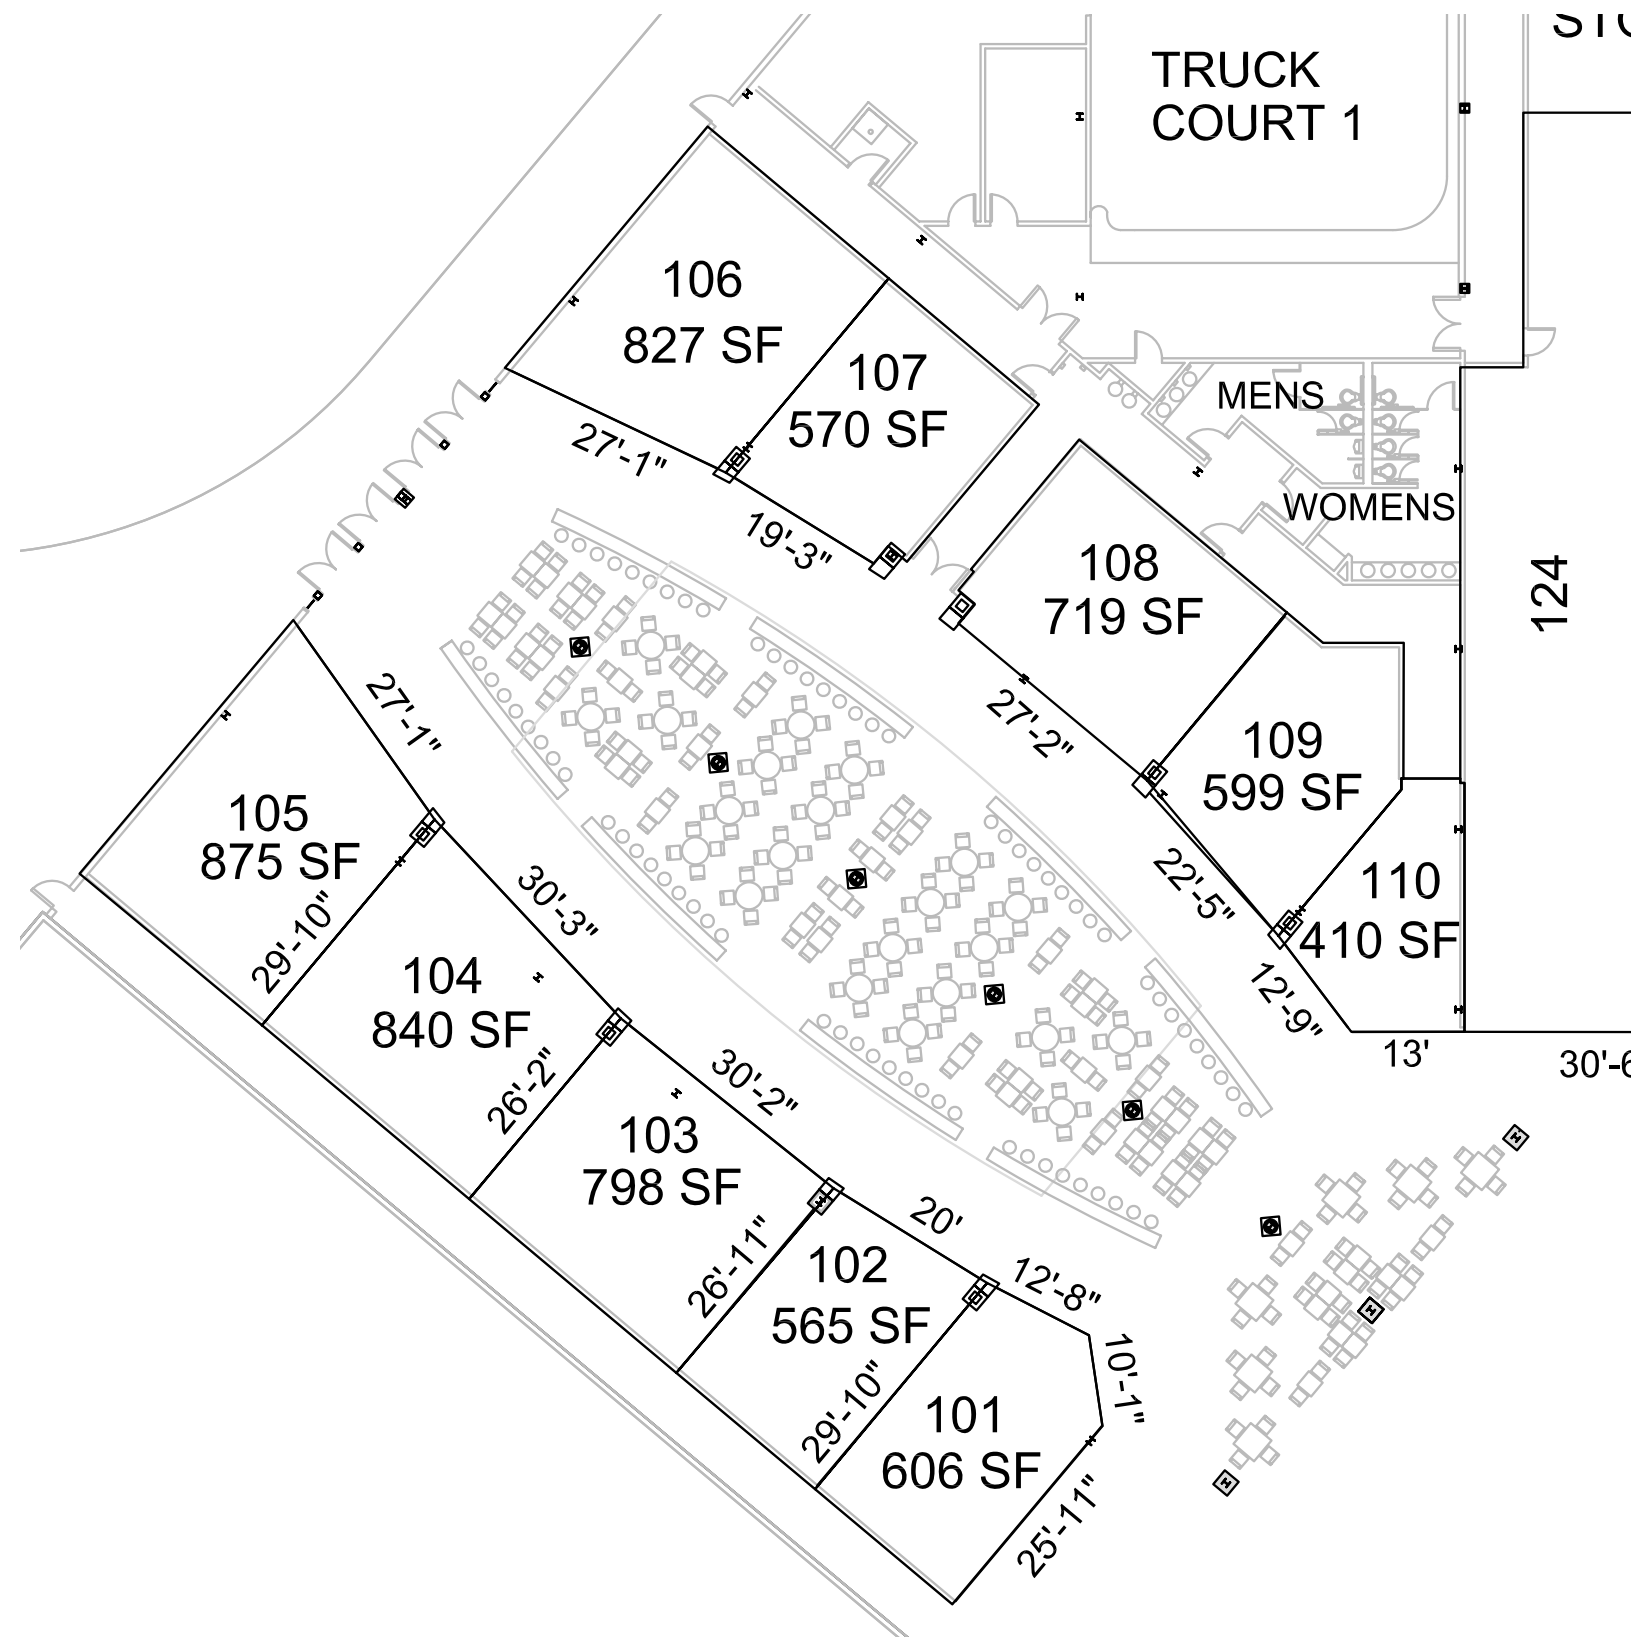 TRUCK
COURT 1
106
827 SF
107
570 SF
MENS
WOMENS
27'-1"
19'-3"
108
719 SF
124
27'-1"
27'-2"
109
599 SF
105
875 SF
110
410 SF
22'-5"
30'-3"
29'-10"
104
840 SF
12'-9"
13'
26'-2"
30'-2"
103
798 SF
20'
26'-11"
102
565 SF
12'-8"
10'-1"
29'-10"
101
606 SF
25'-11"